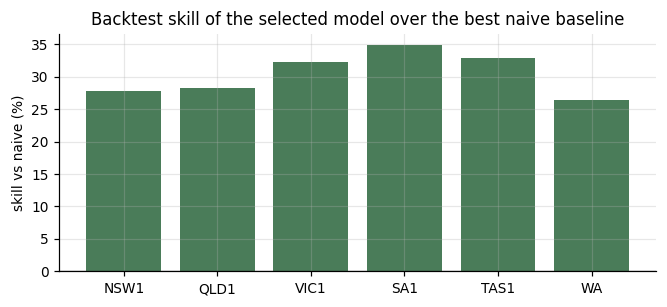 Backtest skill of the selected model over the best naive baseline
skill vs naive (%)
35
30
25
20
15
10
5
0
NSW1 QLD1 VIC1 SA1 TAS1 WA